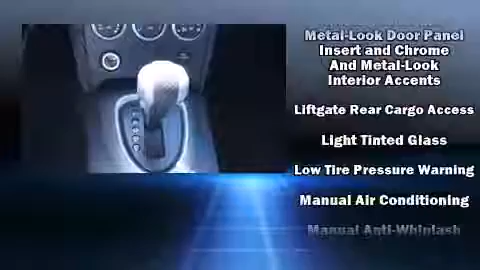 Metal-Look Door Panel
Insert and Chrome
And Metal-Look
Interior Accents
Liftgate Rear Cargo Access
Light Tinted Glass
Low Tire Pressure Warning
Manual Air Conditioning
Manual Anti-Whiplash